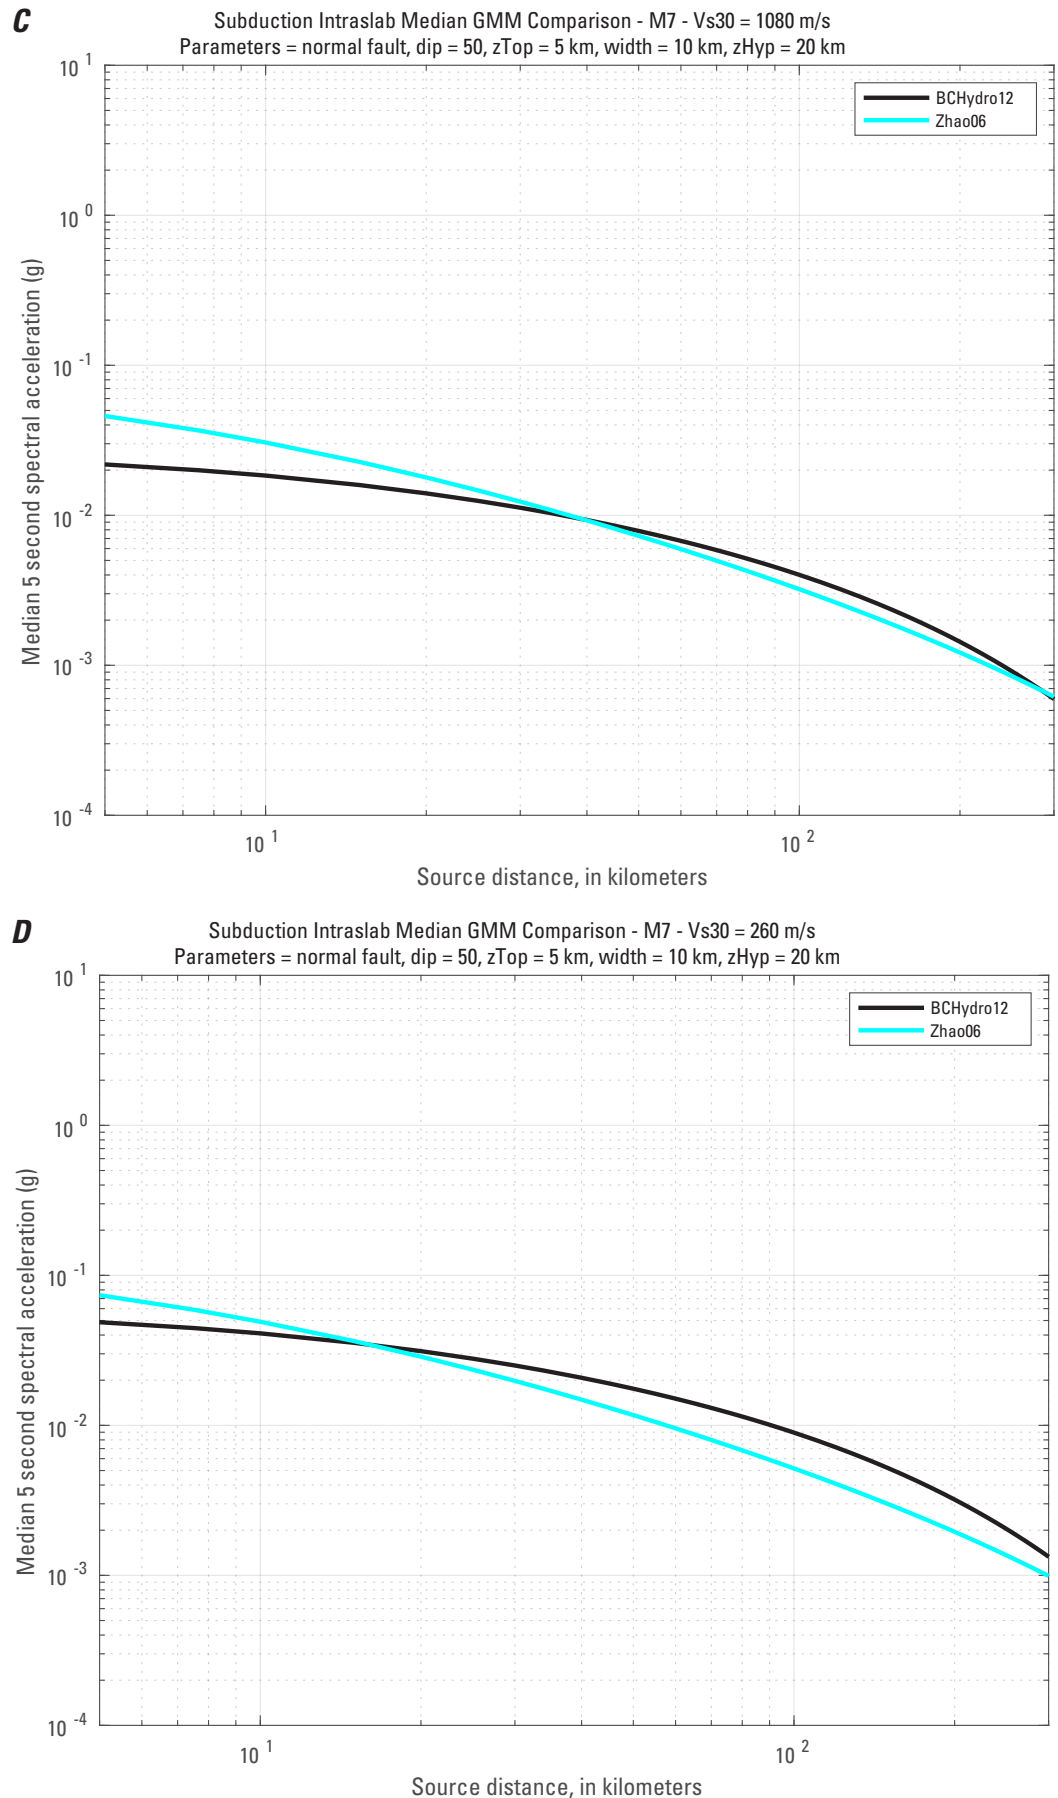 C
Subduction Intraslab Median GMM Comparison - M7 - Vs30 = 1080 m/s
Parameters = normal fault, dip = 50, zTop = 5 km, width = 10 km, zHyp = 20 km
BCHydro12
Zhao06
10 1
10 0
10 -1
10 -2
10 -3
10 -4
Median 5 second spectral acceleration (g)
10 1
10 2
Source distance, in kilometers
D
Subduction Intraslab Median GMM Comparison - M7 - Vs30 = 260 m/s
Parameters = normal fault, dip = 50, zTop = 5 km, width = 10 km, zHyp = 20 km
BCHydro12
Zhao06
10 1
10 0
10 -1
10 -2
10 -3
10 -4
Median 5 second spectral acceleration (g)
10 1
10 2
Source distance, in kilometers